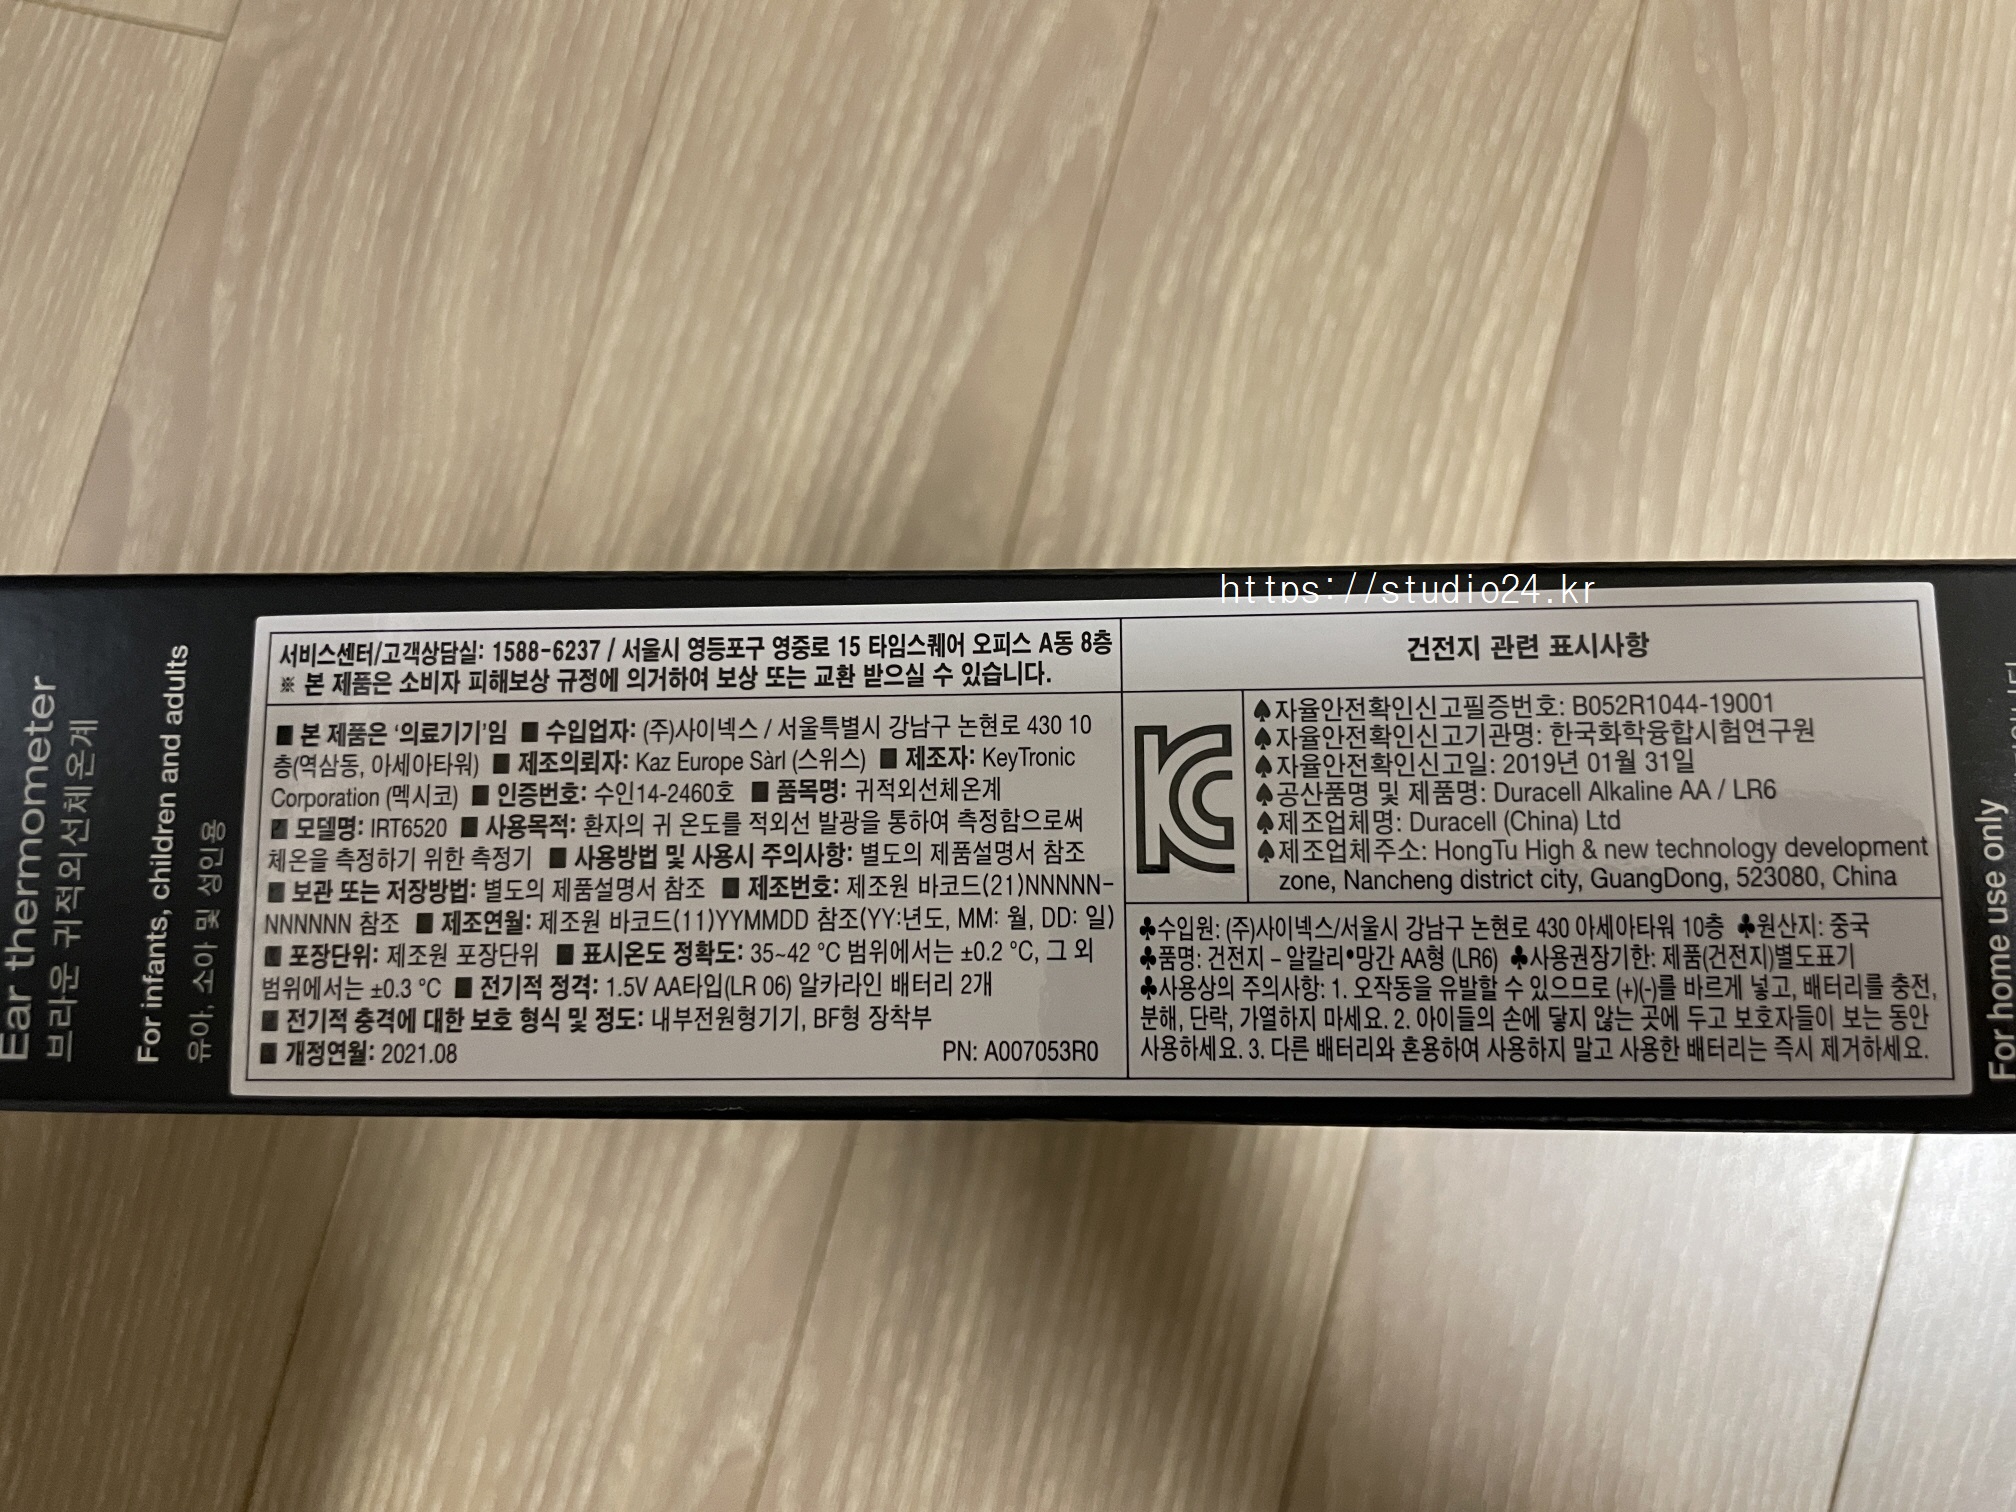 https://studio24.kr
Ear thermometer
브라운 귀적외선체온계
For infants, children and adults
유아, 소아 및 성인용
서비스센터/고객상담실: 1588-6237 / 서울시 영등포구 영중로 15 타임스퀘어 오피스 A동 8층
※ 본 제품은 소비자 피해보상 규정에 의거하여 보상 또는 교환 받으실 수 있습니다.
■ 본 제품은 '의료기기'임 ■ 수입업자: (주)사이넥스 / 서울특별시 강남구 논현로 430 10
층(역삼동, 아세아타워) ■ 제조의뢰자: Kaz Europe Sàrl (스위스) ■ 제조자: KeyTronic
Corporation (멕시코) ■ 인증번호: 수인14-2460호 ■ 품목명: 귀적외선체온계
■ 모델명: IRT6520 ■ 사용목적: 환자의 귀 온도를 적외선 발광을 통하여 측정함으로써
체온을 측정하기 위한 측정기 ■ 사용방법 및 사용시 주의사항: 별도의 제품설명서 참조
■ 보관 또는 저장방법: 별도의 제품설명서 참조 ■ 제조번호: 제조원 바코드(21)NNNNN-
NNNNNN 참조 ■ 제조연월: 제조원 바코드(11)YYMMDD 참조(YY:년도, MM: 월, DD: 일)
■ 포장단위: 제조원 포장단위 ■ 표시온도 정확도: 35~42 °C 범위에서는 ±0.2 °C, 그 외
범위에서는 ±0.3 °C ■ 전기적 정격: 1.5V AA타입(LR 06) 알카라인 배터리 2개
■ 전기적 충격에 대한 보호 형식 및 정도: 내부전원형기기, BF형 장착부
■ 개정연월: 2021.08 PN: A007053R0
건전지 관련 표시사항
♠자율안전확인신고필증번호: B052R1044-19001
♠자율안전확인신고기관명: 한국화학융합시험연구원
♠자율안전확인신고일: 2019년 01월 31일
♠공산품명 및 제품명: Duracell Alkaline AA / LR6
♠제조업체명: Duracell (China) Ltd
♠제조업체주소: HongTu High & new technology development
zone, Nancheng district city, GuangDong, 523080, China
♣수입원: (주)사이넥스/서울시 강남구 논현로 430 아세아타워 10층 ♣원산지: 중국
♣품명: 건전지 – 알칼리•망간 AA형 (LR6) ♣사용권장기한: 제품(건전지)별도표기
♣사용상의 주의사항: 1. 오작동을 유발할 수 있으므로 (+)(-)를 바르게 넣고, 배터리를 충전,
분해, 단락, 가열하지 마세요. 2. 아이들의 손에 닿지 않는 곳에 두고 보호자들이 보는 동안
사용하세요. 3. 다른 배터리와 혼용하여 사용하지 말고 사용한 배터리는 즉시 제거하세요.
For home use only